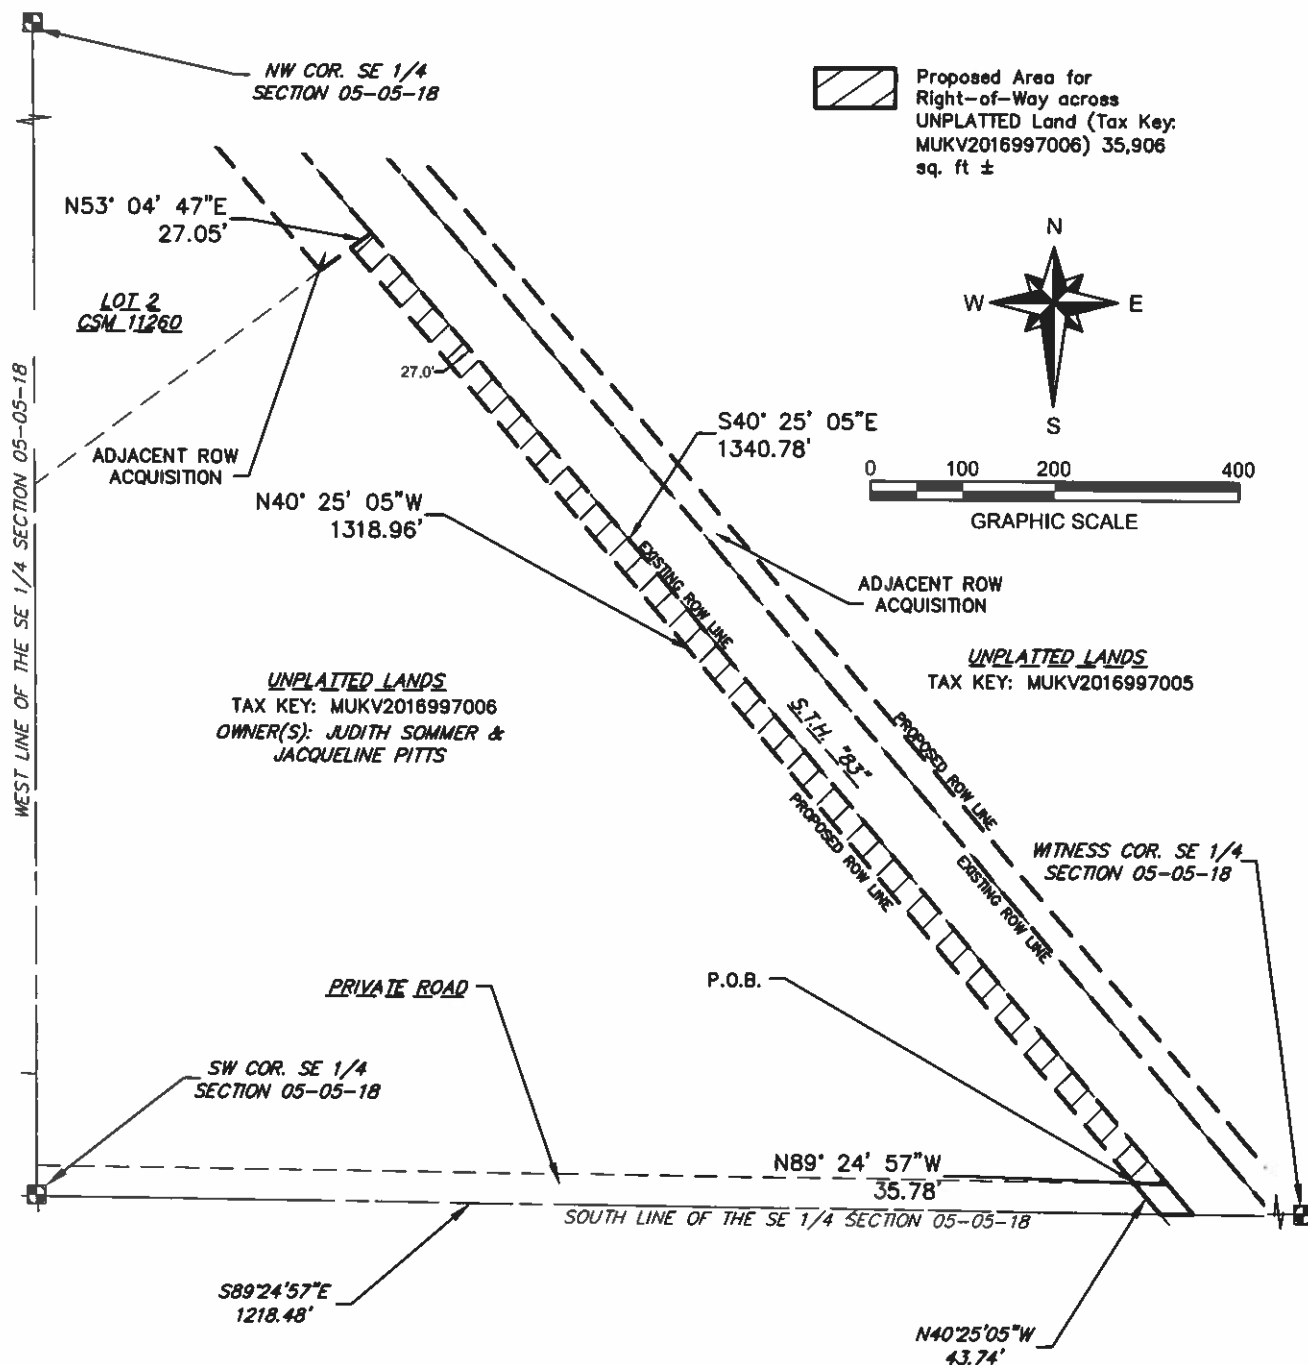 NW COR. SE 1/4
SECTION 05-05-18
Proposed Area for
Right-of-Way across
UNPLATTED Land (Tax Key:
MUKV2016997006) 35,906
sq. ft ±
N53° 04' 47"E
27.05'
LOT 2
CSM 11260
N
W
E
S
27.0'
ADJACENT ROW
ACQUISITION
S40° 25' 05"E
1340.78'
0 100 200 400
GRAPHIC SCALE
N40° 25' 05"W
1318.96'
EXISTING ROW LINE
ADJACENT ROW
ACQUISITION
WEST LINE OF THE SE 1/4 SECTION 05-05-18
UNPLATTED LANDS
TAX KEY: MUKV2016997006
OWNER(S): JUDITH SOMMER &
JACQUELINE PITTS
UNPLATTED LANDS
TAX KEY: MUKV2016997005
S.T.H. "83"
PROPOSED ROW LINE
PROPOSED ROW LINE
WITNESS COR. SE 1/4
SECTION 05-05-18
EXISTING ROW LINE
PRIVATE ROAD
P.O.B.
SW COR. SE 1/4
SECTION 05-05-18
N89° 24' 57"W
35.78'
SOUTH LINE OF THE SE 1/4 SECTION 05-05-18
S89°24'57"E
1218.48'
N40°25'05"W
43.74'